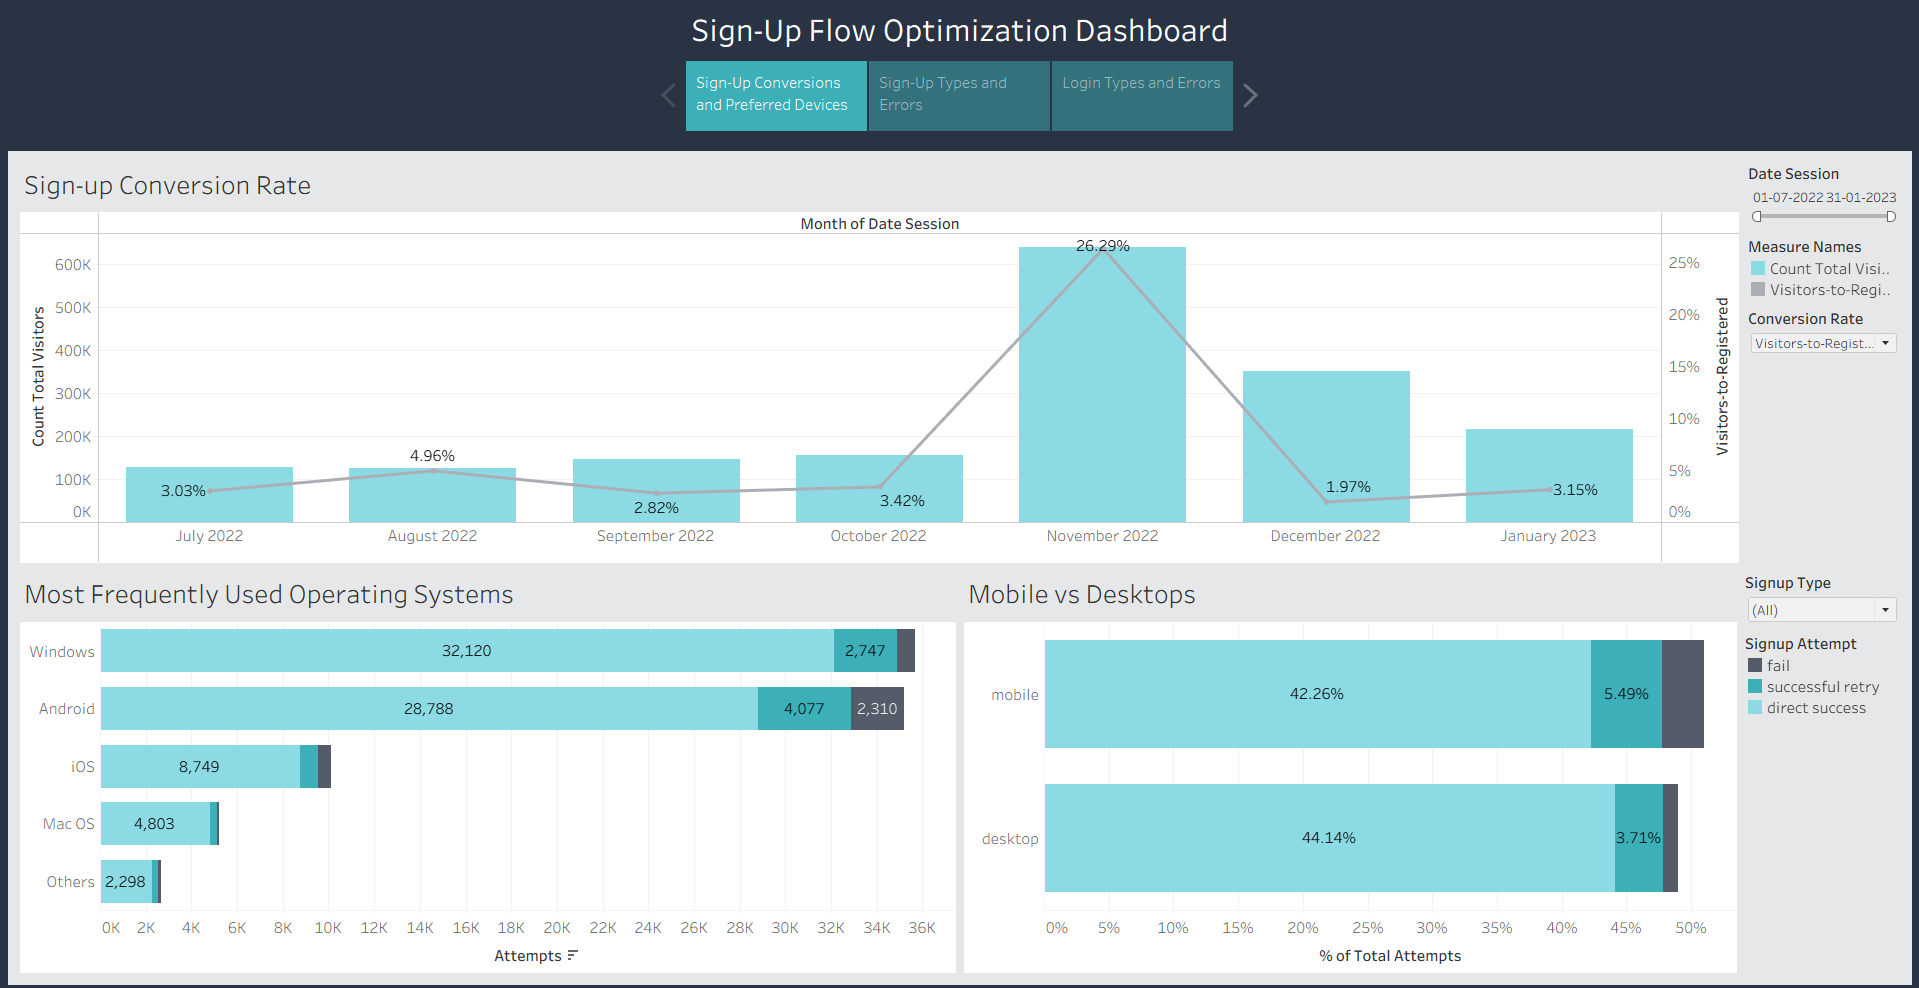 Sign-Up Flow Optimization Dashboard
Sign-Up Conversions
and Preferred Devices
Sign-Up Types and
Errors
Login Types and Errors
Sign-up Conversion Rate
Month of Date Session
Count Total Visitors
600K
500K
400K
300K
200K
100K
0K
3.03%
4.96%
2.82%
3.42%
26.29%
1.97%
3.15%
25%
20%
15%
10%
5%
0%
Visitors-to-Registered
July 2022
August 2022
September 2022
October 2022
November 2022
December 2022
January 2023
Date Session
01-07-2022 31-01-2023
Measure Names
Count Total Visi..
Visitors-to-Regi..
Conversion Rate
Visitors-to-Regist...
Most Frequently Used Operating Systems
Windows 32,120 2,747
Android 28,788 4,077 2,310
iOS 8,749
Mac OS 4,803
Others 2,298
0K 2K 4K 6K 8K 10K 12K 14K 16K 18K 20K 22K 24K 26K 28K 30K 32K 34K 36K
Attempts
Mobile vs Desktops
mobile 42.26% 5.49%
desktop 44.14% 3.71%
0% 5% 10% 15% 20% 25% 30% 35% 40% 45% 50%
% of Total Attempts
Signup Type
(All)
Signup Attempt
fail
successful retry
direct success